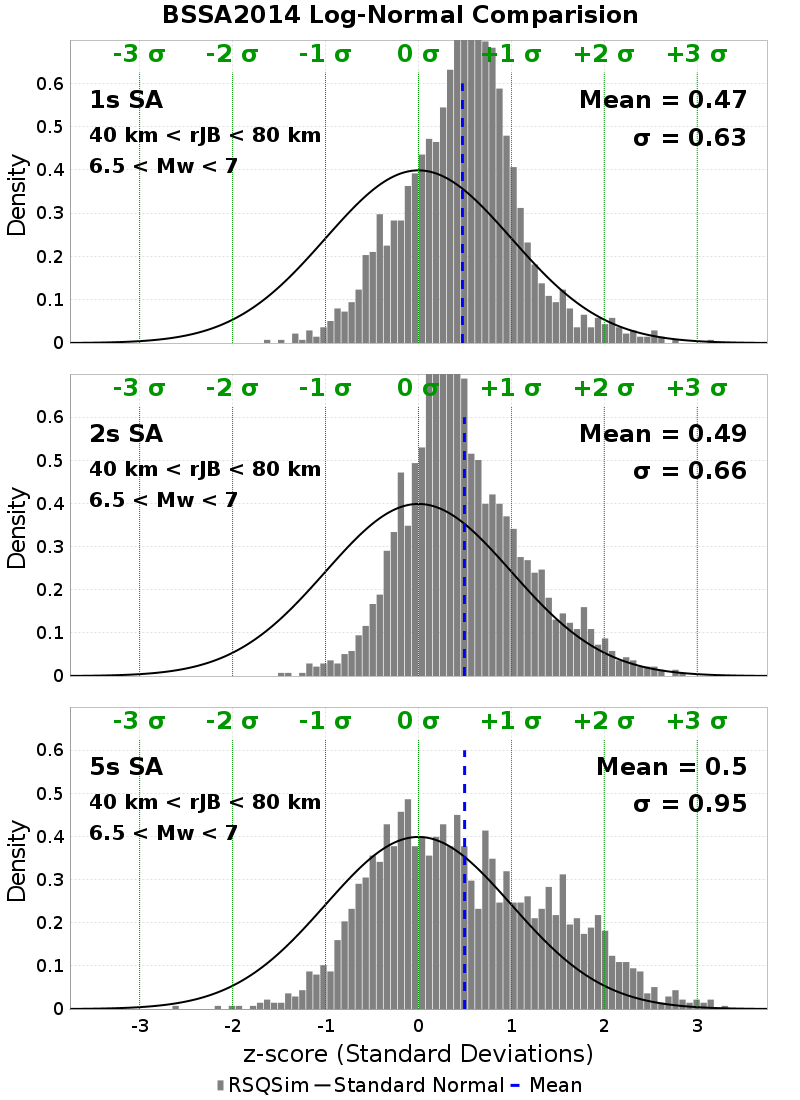 BSSA2014 Log-Normal Comparision
-3 σ -2 σ -1 σ 0 σ +1 σ +2 σ +3 σ
1s SA
Mean = 0.47
40 km < rJB < 80 km
σ = 0.63
6.5 < Mw < 7
0.6
0.5
0.4
0.3
0.2
0.1
0
Density
-3 σ -2 σ -1 σ 0 σ +1 σ +2 σ +3 σ
2s SA
Mean = 0.49
40 km < rJB < 80 km
σ = 0.66
6.5 < Mw < 7
0.6
0.5
0.4
0.3
0.2
0.1
0
Density
-3 σ -2 σ -1 σ 0 σ +1 σ +2 σ +3 σ
5s SA
Mean = 0.5
40 km < rJB < 80 km
σ = 0.95
6.5 < Mw < 7
0.6
0.5
0.4
0.3
0.2
0.1
0
Density
-3 -2 -1 0 1 2 3
z-score (Standard Deviations)
RSQSim Standard Normal Mean